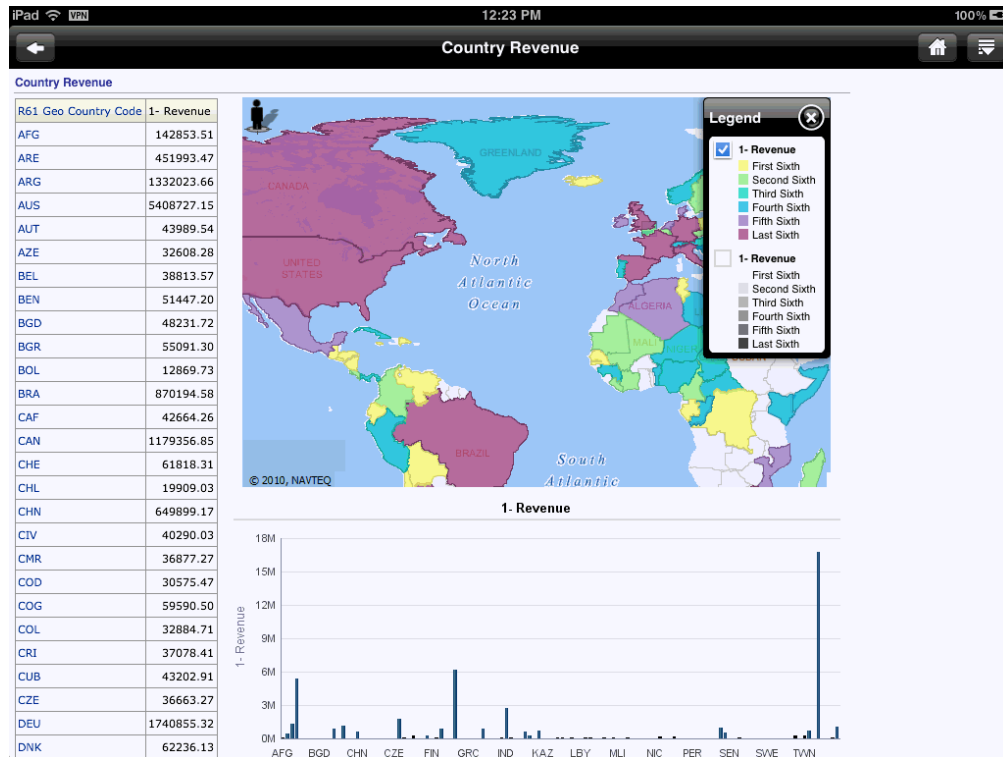 iPad VPN 12:23 PM 100%
Country Revenue
Country Revenue
R61 Geo Country Code 1- Revenue
AFG 142853.51
ARE 451993.47
ARG 1332023.66
AUS 5408727.15
AUT 43989.54
AZE 32608.28
BEL 38813.57
BEN 51447.20
BGD 48231.72
BGR 55091.30
BOL 12869.73
BRA 870194.58
CAF 42664.26
CAN 1179356.85
CHE 61818.31
CHL 19909.03
CHN 649899.17
CIV 40290.03
CMR 36877.27
COD 30575.47
COG 59590.50
COL 32884.71
CRI 37078.41
CUB 43202.91
CZE 36663.27
DEU 1740855.32
DNK 62236.13
GREENLAND
CANADA
UNITED
STATES
North
Atlantic
Ocean
ALGERIA
MALI
BRAZIL
South
Atlantic
© 2010, NAVTEQ
Legend
1- Revenue
First Sixth
Second Sixth
Third Sixth
Fourth Sixth
Fifth Sixth
Last Sixth
1- Revenue
First Sixth
Second Sixth
Third Sixth
Fourth Sixth
Fifth Sixth
Last Sixth
1- Revenue
1- Revenue
18M
15M
12M
9M
6M
3M
0M
AFG BGD CHN CZE FIN GRC IND KAZ LBY MLI NIC PER SEN SWE TWN